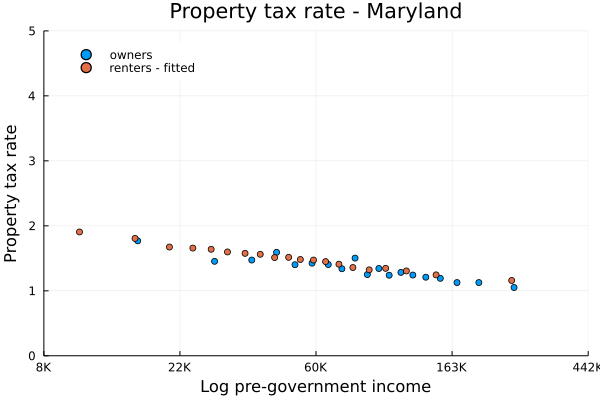 Property tax rate - Maryland
owners
renters - fitted
Property tax rate
5
4
3
2
1
0
8K 22K 60K 163K 442K
Log pre-government income